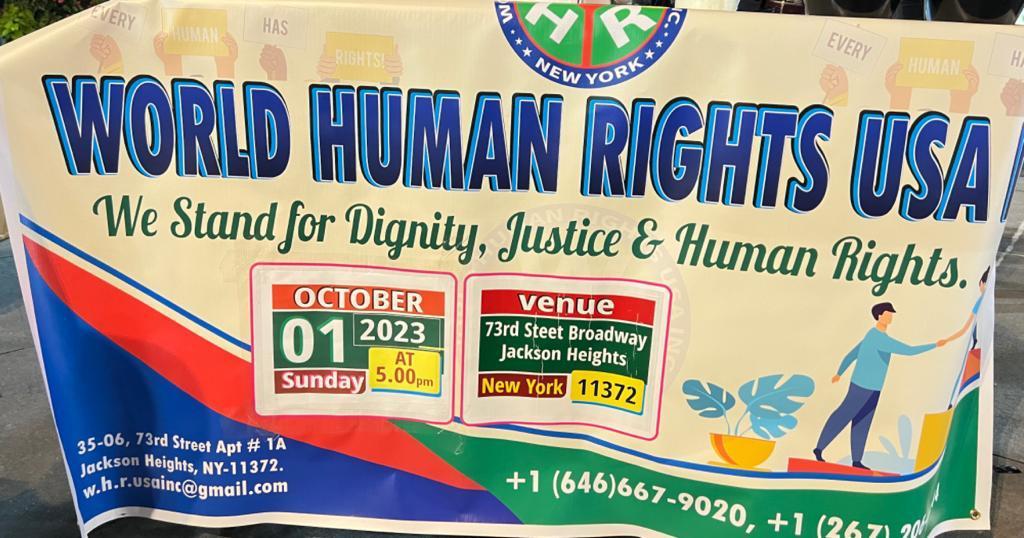 EVERY
HUMAN
HAS
RIGHTS!
W
HR
C.
NEW YORK
EVERY
HUMAN
HA
WORLD HUMAN RIGHTS USA
We Stand for Dignity, Justice & Human Rights.
OCTOBER
01 2023
Sunday
AT
5.00pm
venue
73rd Steet Broadway
Jackson Heights
New York 11372
35-06, 73rd Street Apt # 1A
Jackson Heights, NY-11372.
w.h.r.usainc@gmail.com
+1 (646)667-9020, +1 (267)